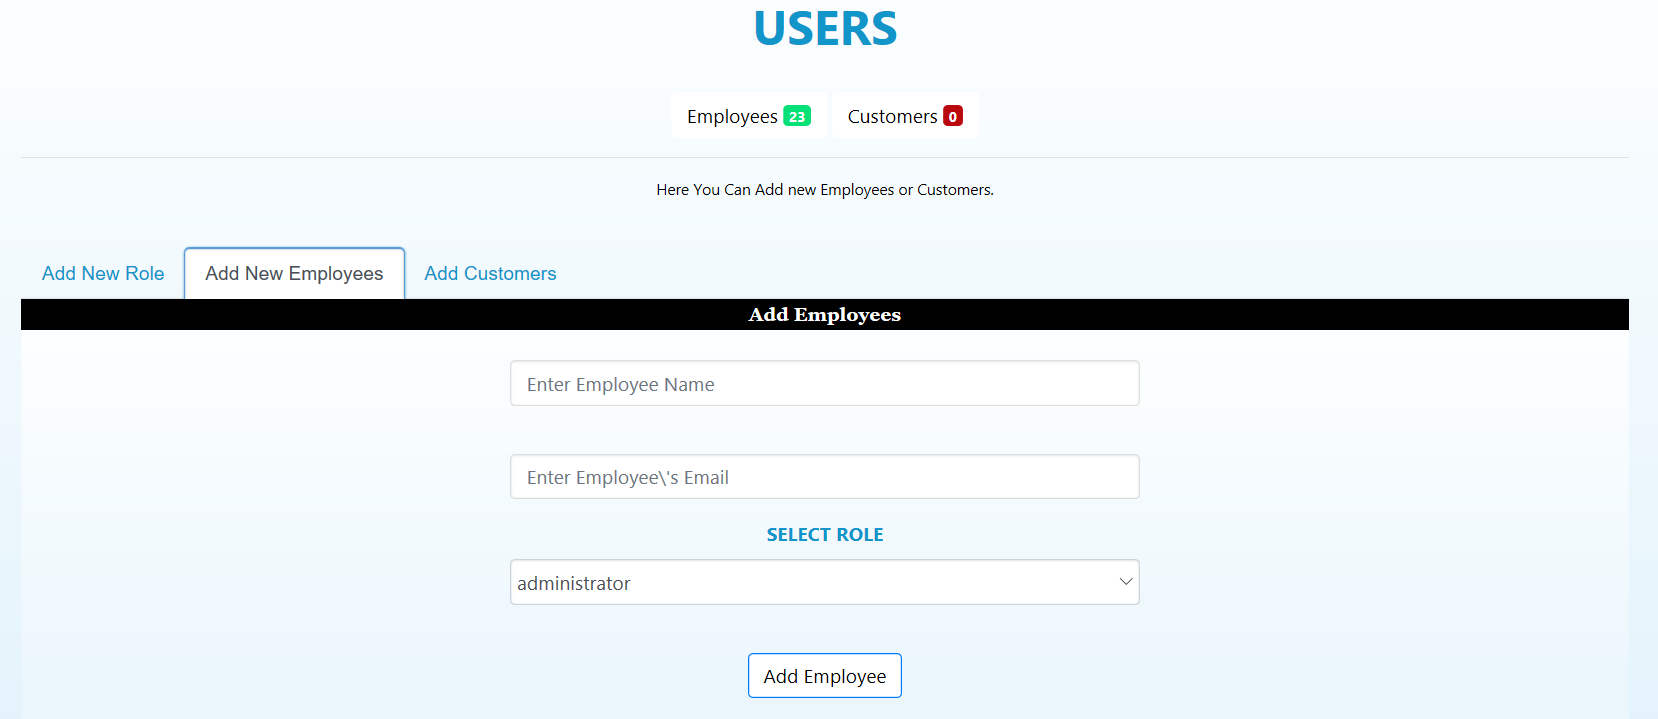 USERS
Employees 23 Customers 0
Here You Can Add new Employees or Customers.
Add New Role Add New Employees Add Customers
Add Employees
Enter Employee Name
Enter Employee\'s Email
SELECT ROLE
administrator
Add Employee